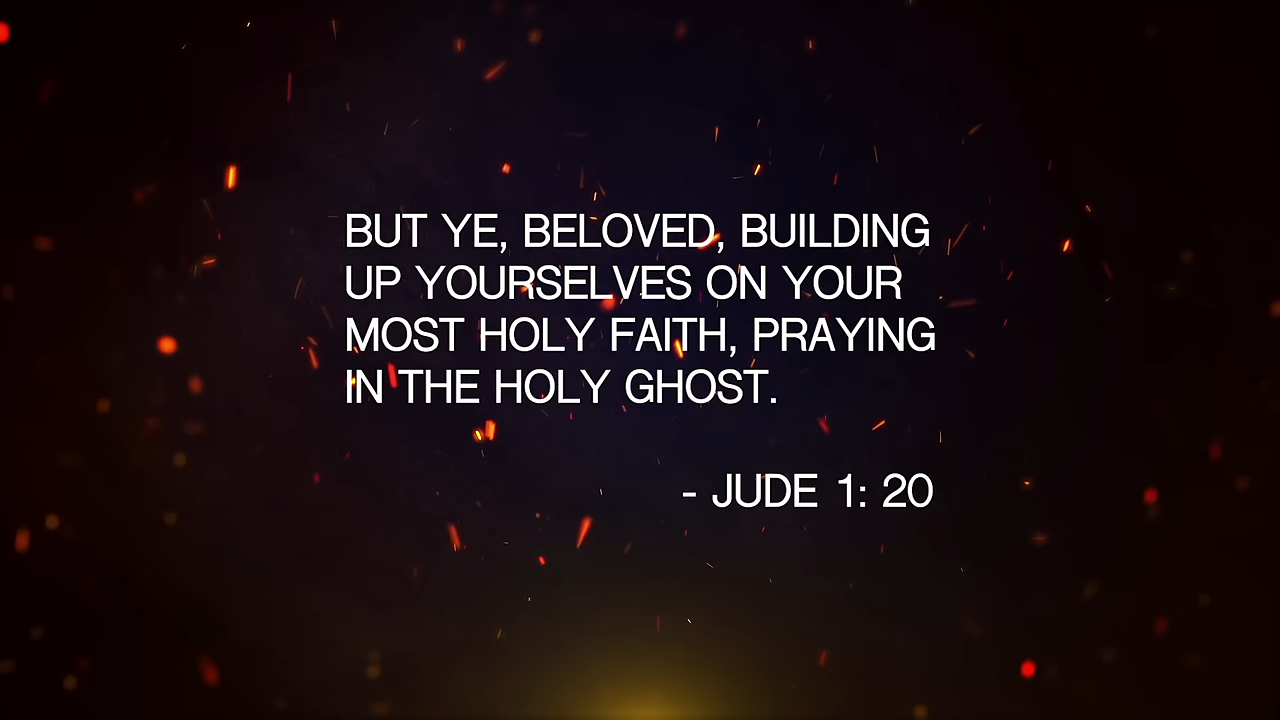 BUT YE, BELOVED, BUILDING
UP YOURSELVES ON YOUR
MOST HOLY FAITH, PRAYING
IN THE HOLY GHOST.
- JUDE 1: 20